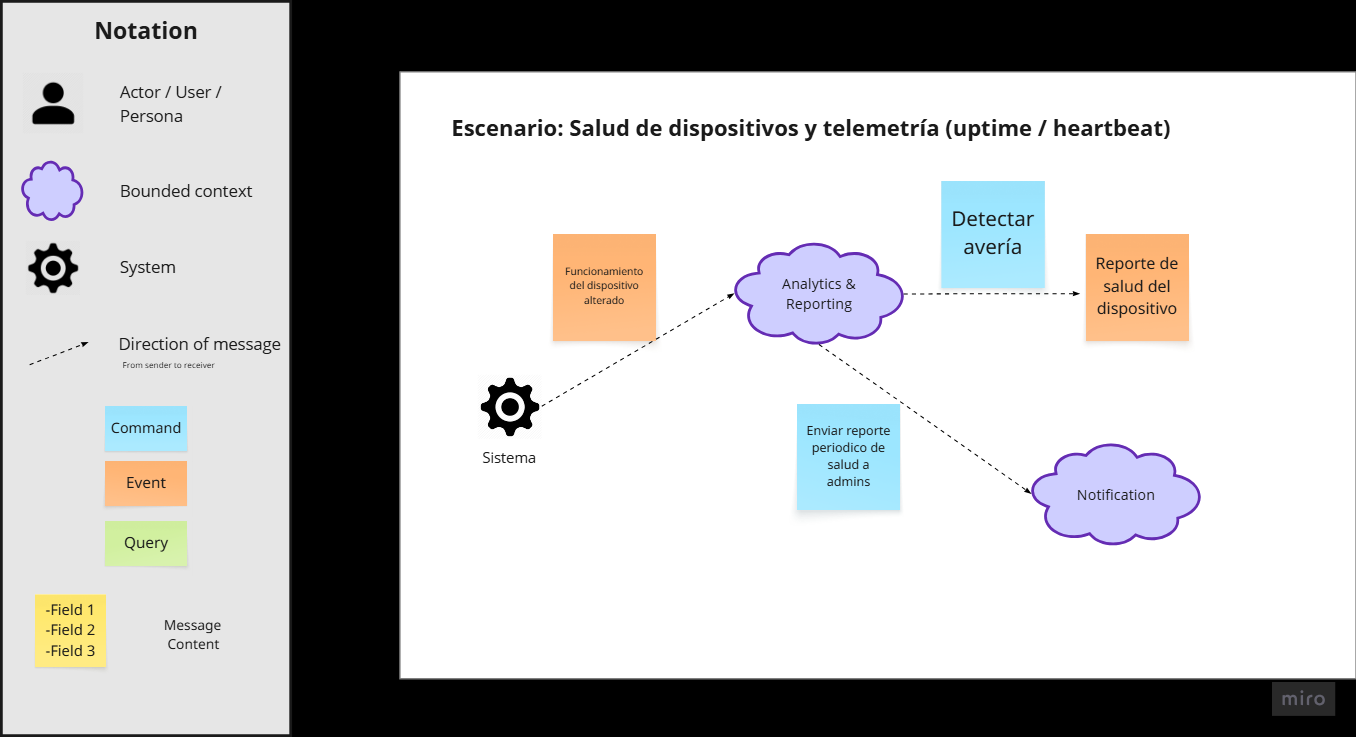 Notation
Actor / User /
Persona
Bounded context
System
Direction of message
From sender to receiver
Command
Event
Query
-Field 1
-Field 2
-Field 3
Message
Content
Escenario: Salud de dispositivos y telemetría (uptime / heartbeat)
Funcionamiento
del dispositivo
alterado
Sistema
Analytics &
Reporting
Detectar
avería
Reporte de
salud del
dispositivo
Enviar reporte
periodico de
salud a
admins
Notification
miro